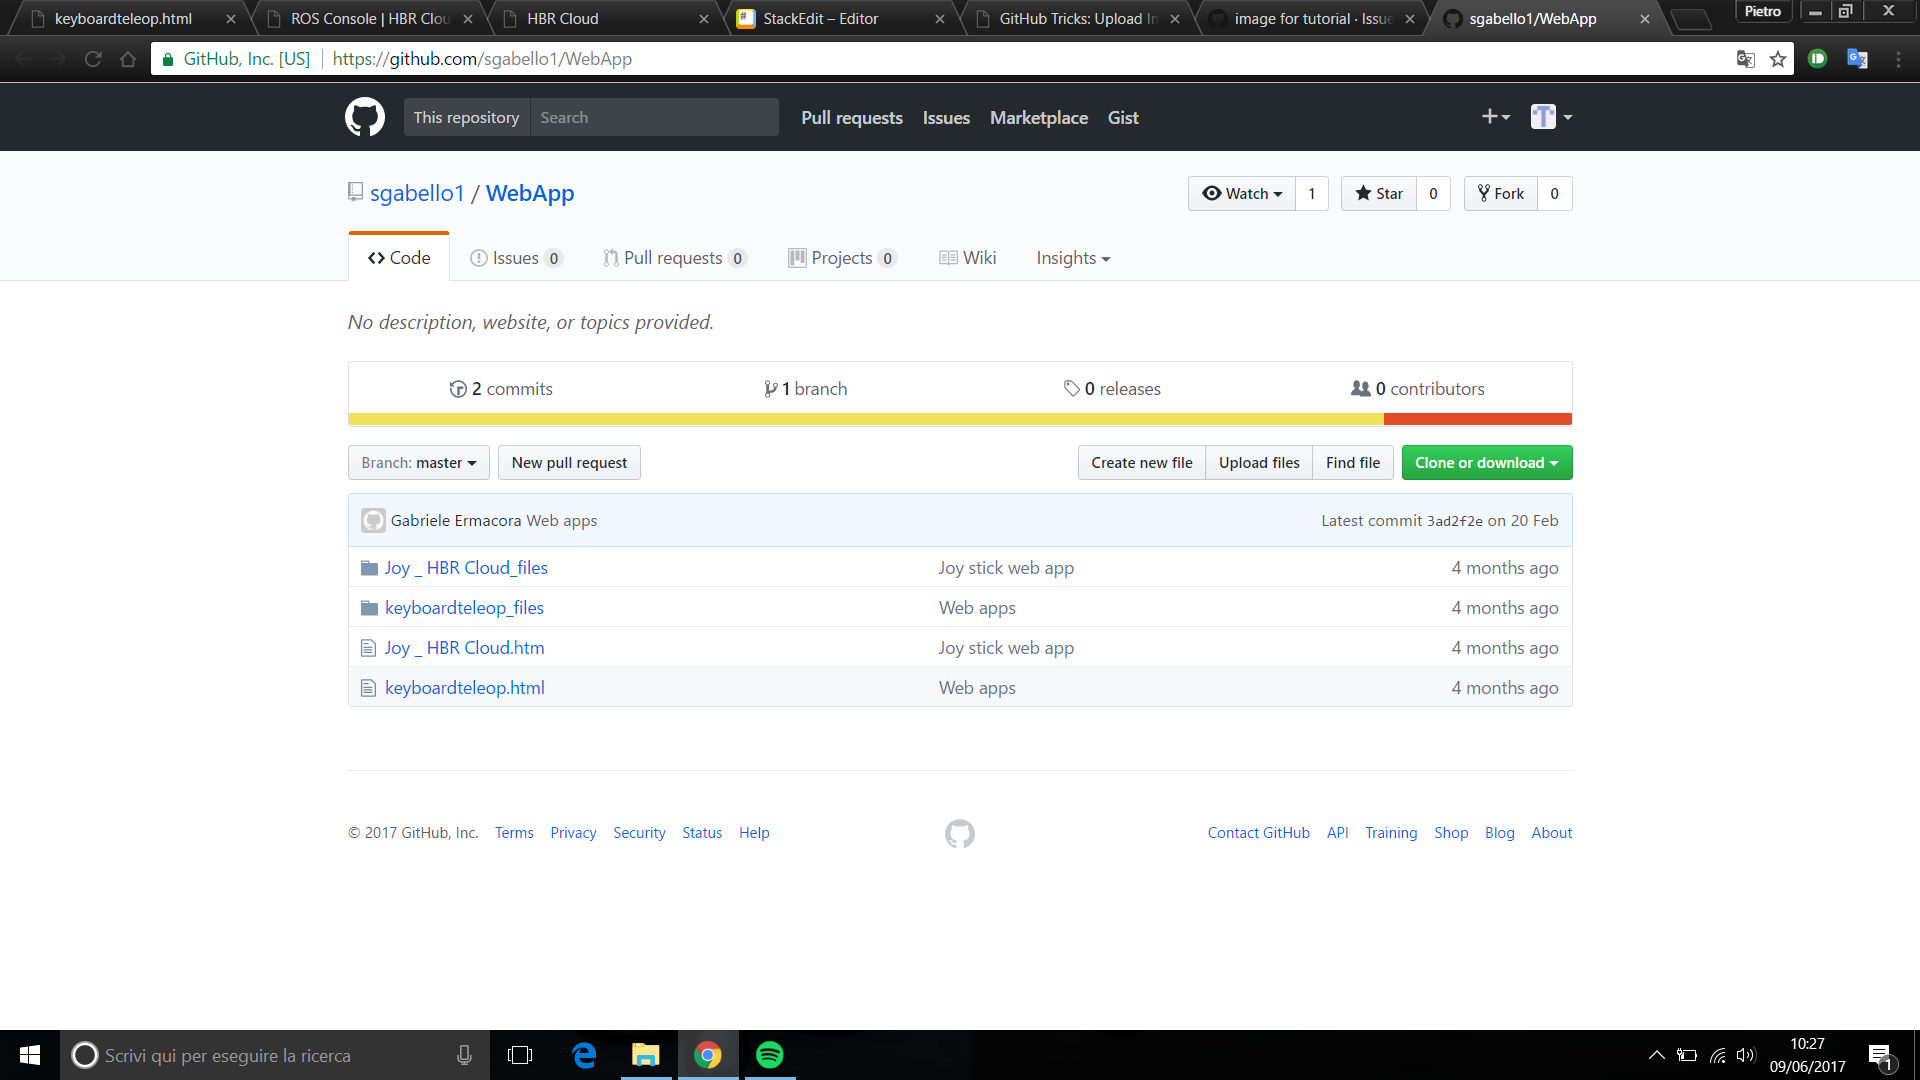 keyboardteleop.html
ROS Console | HBR Clou
HBR Cloud
StackEdit – Editor
GitHub Tricks: Upload Im
image for tutorial · Issue
sgabello1/WebApp
Pietro
GitHub, Inc. [US]
https://github.com/sgabello1/WebApp
This repository
Search
Pull requests
Issues
Marketplace
Gist
sgabello1 / WebApp
Watch
1
Star
0
Fork
0
Code
Issues 0
Pull requests 0
Projects 0
Wiki
Insights
No description, website, or topics provided.
2 commits
1 branch
0 releases
0 contributors
Branch: master
New pull request
Create new file
Upload files
Find file
Clone or download
Gabriele Ermacora Web apps
Latest commit 3ad2f2e on 20 Feb
Joy _ HBR Cloud_files
Joy stick web app
4 months ago
keyboardteleop_files
Web apps
4 months ago
Joy _ HBR Cloud.htm
Joy stick web app
4 months ago
keyboardteleop.html
Web apps
4 months ago
© 2017 GitHub, Inc.
Terms
Privacy
Security
Status
Help
Contact GitHub
API
Training
Shop
Blog
About
Scrivi qui per eseguire la ricerca
10:27
09/06/2017
1